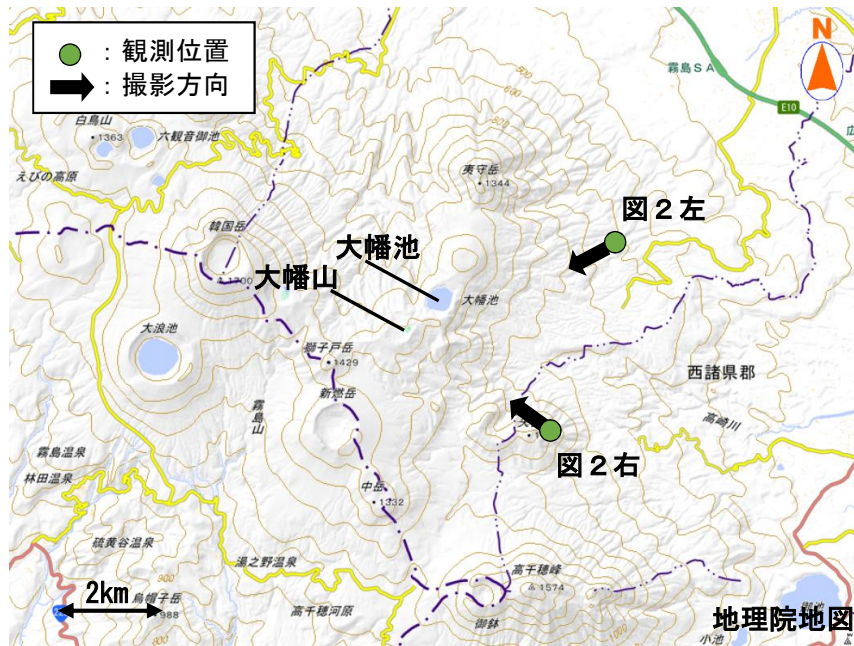 ：観測位置
：撮影方向
N
霧島ＳＡ
E10
白鳥山
・1363
六観音御池
えびの高原
夷守岳
・1344
図２左
韓国岳
1700
大幡池
大幡山
大幡池
大浪池
獅子戸岳
・1429
新燃岳
霧島山
西諸県郡
高崎川
図２右
霧島温泉
林田温泉
中岳
・1332
硫黄谷温泉
湯之野温泉
900
烏帽子岳
988
2km
高千穂河原
高千穂峰
1574
御鉢
1000
小池
御池
地理院地図